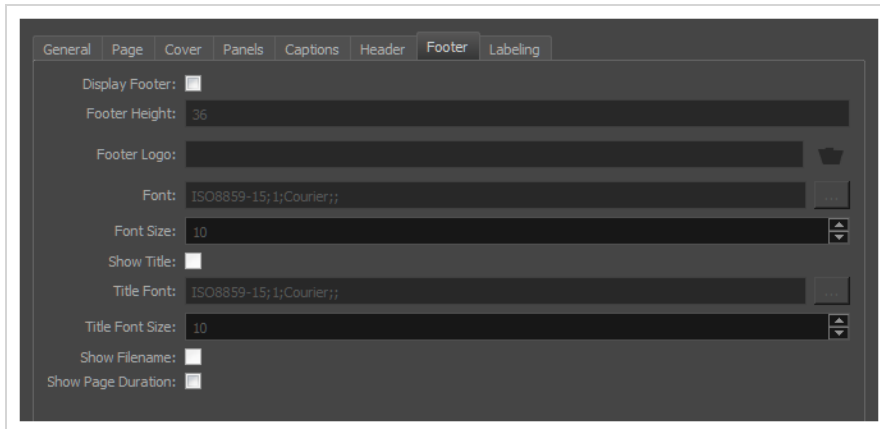 General Page Cover Panels Captions Header Footer Labeling
Display Footer:
Footer Height: 36
Footer Logo:
Font: ISO8859-15;1;Courier;; ...
Font Size: 10
Show Title:
Title Font: ISO8859-15;1;Courier;; ...
Title Font Size: 10
Show Filename:
Show Page Duration: